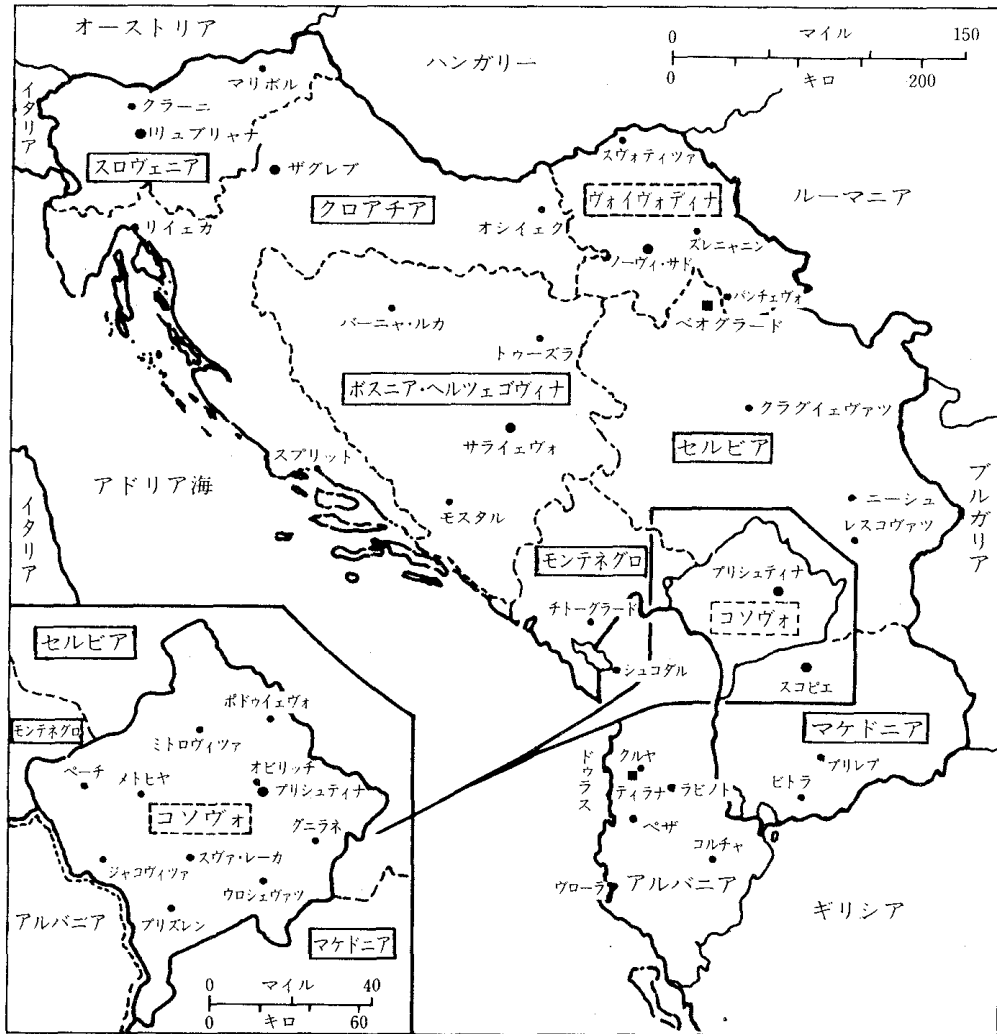 オーストリア
ハンガリー
0 マイル 150
0 キロ 200
イタリア
マリボル
クラーニ
リュブリャナ
スロヴェニア
ザグレブ
クロアチア
リイェカ
オシイェク
スヴォティツァ
ヴォイヴォディナ
ズレニャニン
ノーヴィ・サド
ルーマニア
パンチェヴォ
ベオグラード
バーニャ・ルカ
トゥーズラ
ボスニア・ヘルツェゴヴィナ
サライェヴォ
クラグイェヴァツ
セルビア
スプリット
アドリア海
モスタル
イタリア
ニーシュ
レスコヴァツ
ブルガリア
モンテネグロ
プリシュティナ
コソヴォ
チトーグラード
シュコダル
スコピエ
マケドニア
プリレプ
ビトラ
ドゥラス
クルヤ
ティラナ
ラビノト
ペザ
コルチャ
ヴローラ
アルバニア
ギリシア
セルビア
モンテネグロ
ポドゥイェヴォ
ミトロヴィツァ
ペーチ
メトヒヤ
オビリッチ
プリシュティナ
コソヴォ
グニラネ
ジャコヴィツァ
スヴァ・レーカ
ウロシェヴァツ
アルバニア
プリズレン
マケドニア
0 マイル 40
0 キロ 60